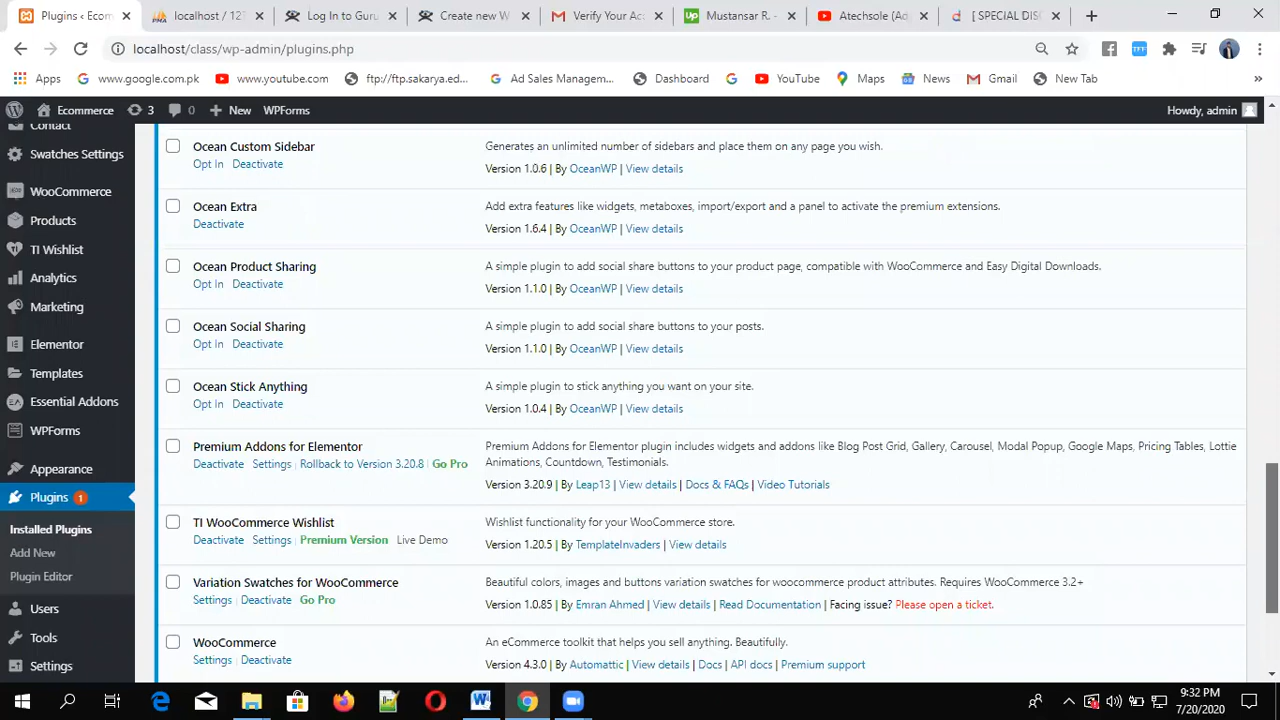 Plugins ‹ Ecom
localhost / 12
Log In to Guru
Create new W
Verify Your Ac
Mustansar R. -
Atechsole (Ad
[ SPECIAL DIS
localhost/class/wp-admin/plugins.php
Apps
www.google.com.pk
www.youtube.com
ftp://ftp.sakarya.ed...
Ad Sales Managem...
Dashboard
YouTube
Maps
News
Gmail
New Tab
»
Ecommerce
3
0
New
WPForms
Howdy, admin
Contact
Swatches Settings
WooCommerce
Products
TI Wishlist
Analytics
Marketing
Elementor
Templates
Essential Addons
WPForms
Appearance
Plugins 1
Installed Plugins
Add New
Plugin Editor
Users
Tools
Settings
Ocean Custom Sidebar
Opt In | Deactivate
Generates an unlimited number of sidebars and place them on any page you wish.
Version 1.0.6 | By OceanWP | View details
Ocean Extra
Deactivate
Add extra features like widgets, metaboxes, import/export and a panel to activate the premium extensions.
Version 1.6.4 | By OceanWP | View details
Ocean Product Sharing
Opt In | Deactivate
A simple plugin to add social share buttons to your product page, compatible with WooCommerce and Easy Digital Downloads.
Version 1.1.0 | By OceanWP | View details
Ocean Social Sharing
Opt In | Deactivate
A simple plugin to add social share buttons to your posts.
Version 1.1.0 | By OceanWP | View details
Ocean Stick Anything
Opt In | Deactivate
A simple plugin to stick anything you want on your site.
Version 1.0.4 | By OceanWP | View details
Premium Addons for Elementor
Deactivate | Settings | Rollback to Version 3.20.8 | Go Pro
Premium Addons for Elementor plugin includes widgets and addons like Blog Post Grid, Gallery, Carousel, Modal Popup, Google Maps, Pricing Tables, Lottie
Animations, Countdown, Testimonials.
Version 3.20.9 | By Leap13 | View details | Docs & FAQs | Video Tutorials
TI WooCommerce Wishlist
Deactivate | Settings | Premium Version | Live Demo
Wishlist functionality for your WooCommerce store.
Version 1.20.5 | By TemplateInvaders | View details
Variation Swatches for WooCommerce
Settings | Deactivate | Go Pro
Beautiful colors, images and buttons variation swatches for woocommerce product attributes. Requires WooCommerce 3.2+
Version 1.0.85 | By Emran Ahmed | View details | Read Documentation | Facing issue? Please open a ticket.
WooCommerce
Settings | Deactivate
An eCommerce toolkit that helps you sell anything. Beautifully.
Version 4.3.0 | By Automattic | View details | Docs | API docs | Premium support
9:32 PM
7/20/2020